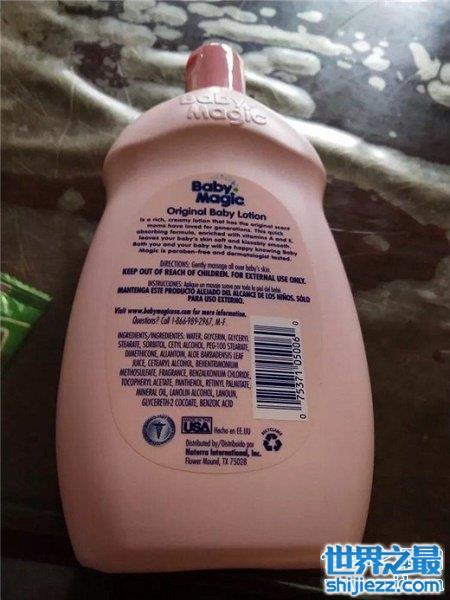 Baby
Magic
Baby
Magic
Original Baby Lotion
is a rich, creamy lotion that has the original scent
moms have loved for generations. This quick
absorbing formula, enriched with vitamins A and E,
leaves your baby's skin soft and kissably smooth.
Both you and your baby will be happy knowing Baby
Magic is paraben-free and dermatologist tested.
DIRECTIONS: Gently massage all over baby's skin.
KEEP OUT OF REACH OF CHILDREN. FOR EXTERNAL USE ONLY.
INSTRUCCIONES: Aplique un masaje suave por toda la piel del bebé.
MANTENGA ESTE PRODUCTO ALEJADO DEL ALCANCE DE LOS NIÑOS. SÓLO
PARA USO EXTERNO.
Visit www.babymagicusa.com for more information.
Questions? Call 1-866-989-2967, M-F.
INGREDIENTS/INGREDIENTES: WATER, GLYCERIN, GLYCERYL
STEARATE, SORBITOL, CETYL ALCOHOL, PEG-100 STEARATE,
DIMETHICONE, ALLANTOIN, ALOE BARBADENSIS LEAF
JUICE, CETEARYL ALCOHOL, BEHENTRIMONIUM
METHOSULFATE, FRAGRANCE, BENZALKONIUM CHLORIDE,
TOCOPHERYL ACETATE, PANTHENOL, RETINYL PALMITATE,
MINERAL OIL, LANOLIN ALCOHOL, LANOLIN,
GLYCERETH-2 COCOATE, BENZOIC ACID
0 75371 05006 0
USA
Hecho en EE.UU
Distributed by/Distribuido por
Naterra International, Inc.
Flower Mound, TX 75028
世界之最
shijiezz.com